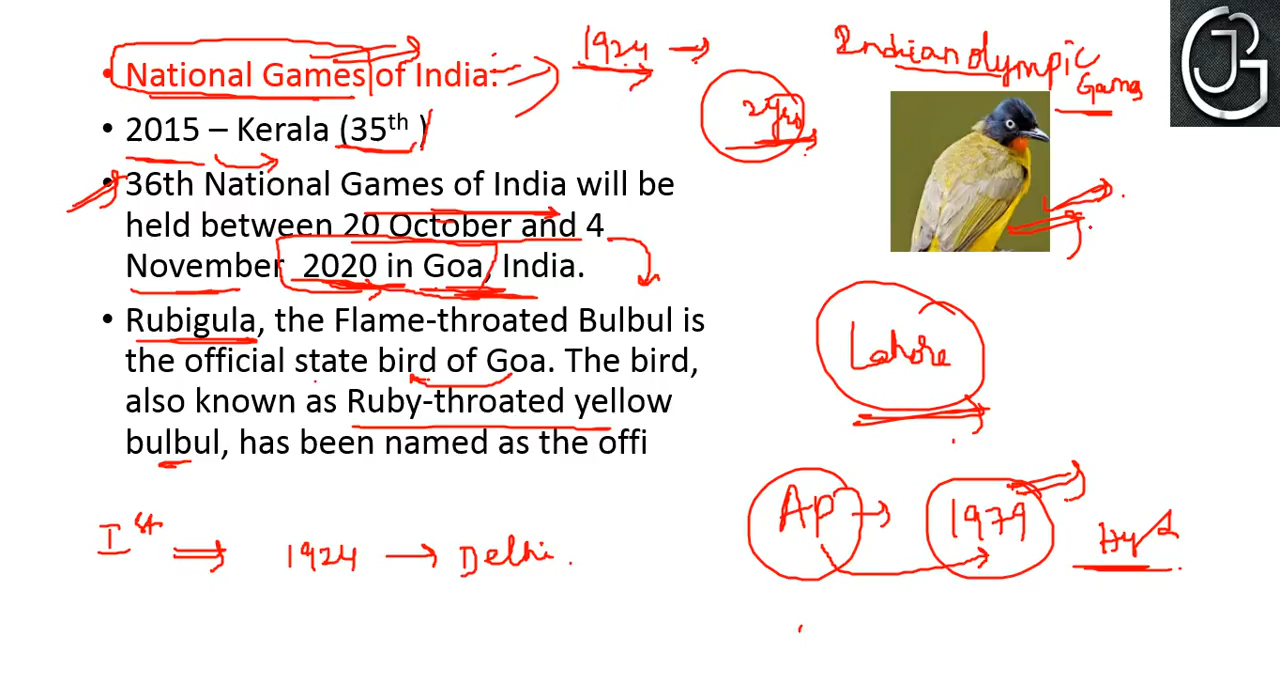 • National Games of India:
1924
Indian olympic
Games
2 yrs
• 2015 – Kerala (35th )
• 36th National Games of India will be
held between 20 October and 4
November 2020 in Goa, India.
Lahore
• Rubigula, the Flame-throated Bulbul is
the official state bird of Goa. The bird,
also known as Ruby-throated yellow
bulbul, has been named as the offi
Ist 1924 Delhi.
AP 1979 Hyd